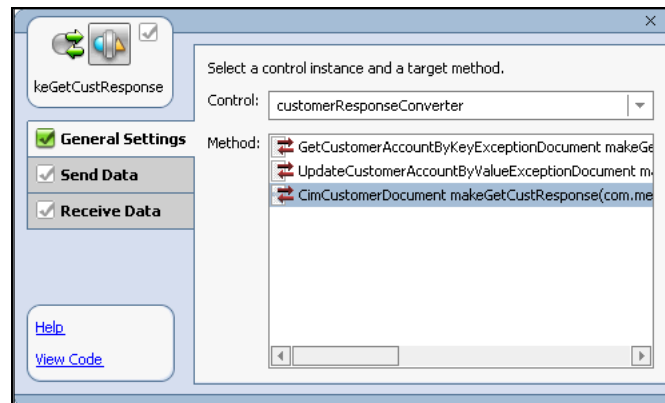 keGetCustResponse
General Settings
Send Data
Receive Data
Help
View Code
Select a control instance and a target method.
Control: customerResponseConverter
Method: GetCustomerAccountByKeyExceptionDocument makeGe
UpdateCustomerAccountByValueExceptionDocument m
CimCustomerDocument makeGetCustResponse(com.me